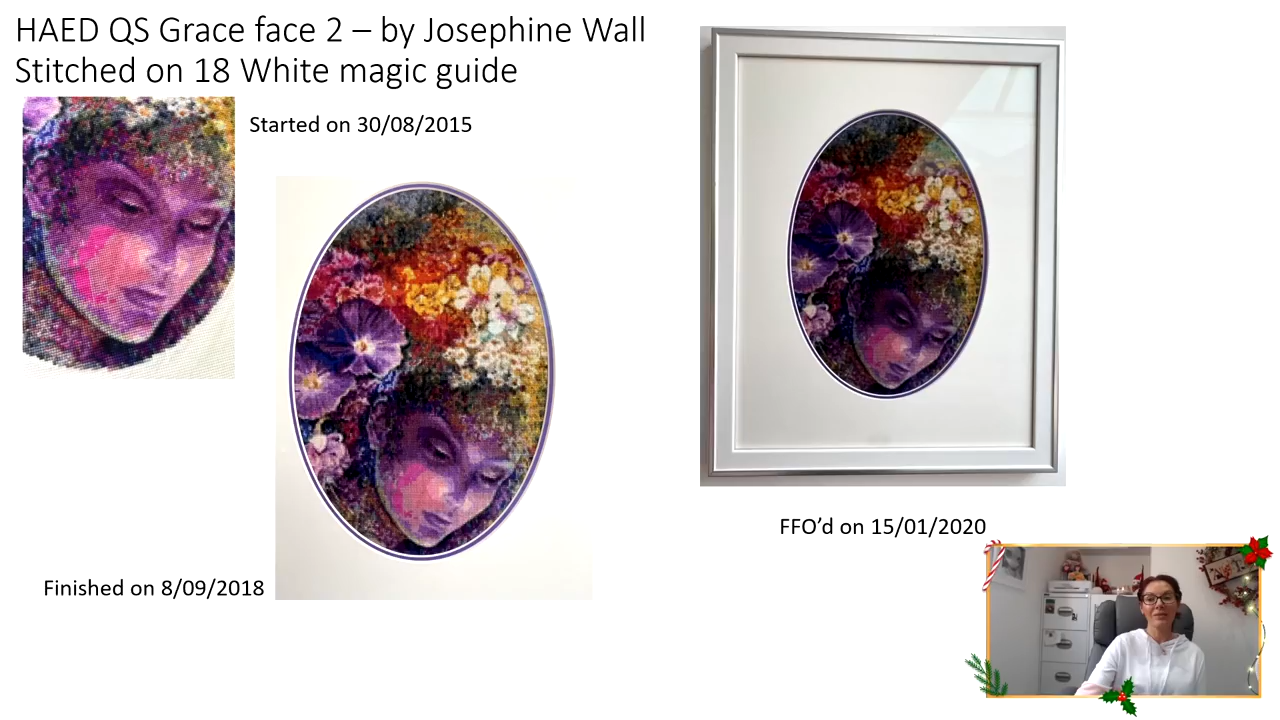 HAED QS Grace face 2 – by Josephine Wall
Stitched on 18 White magic guide
Started on 30/08/2015
Finished on 8/09/2018
FFO’d on 15/01/2020